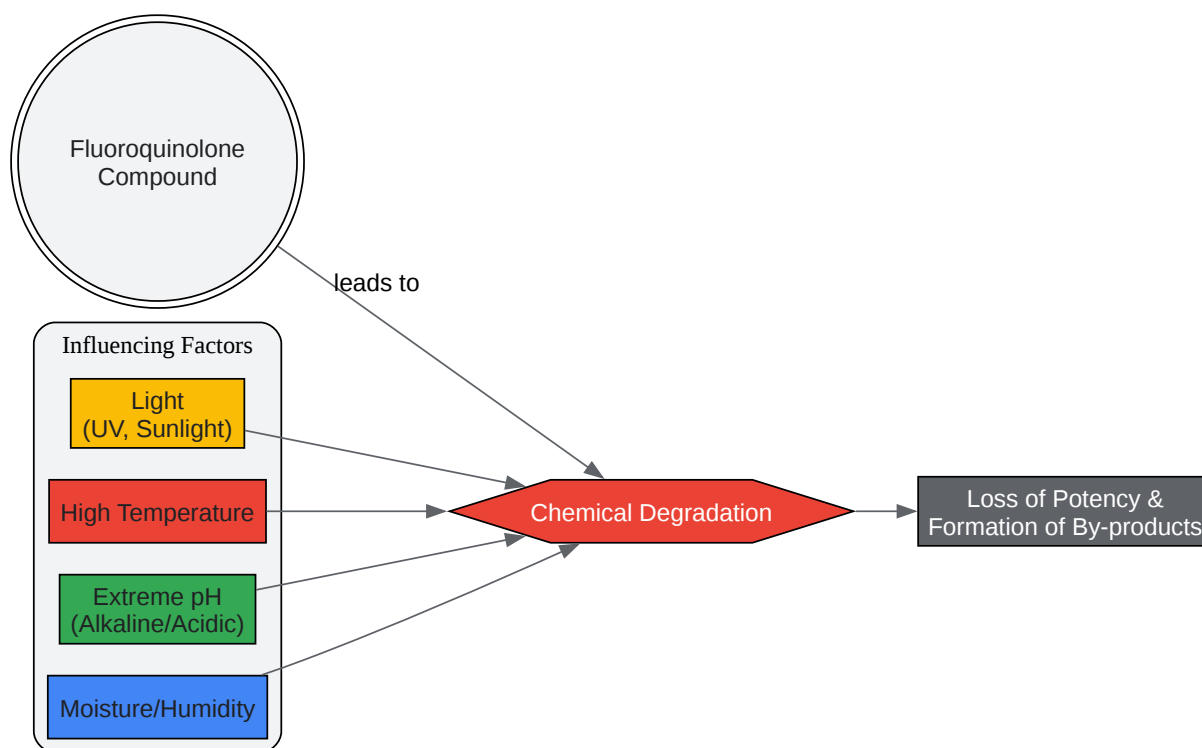 Fluoroquinolone
Compound
leads to
Influencing Factors
Light
(UV, Sunlight)
High Temperature
Extreme pH
(Alkaline/Acidic)
Moisture/Humidity
Chemical Degradation
Loss of Potency &
Formation of By-products